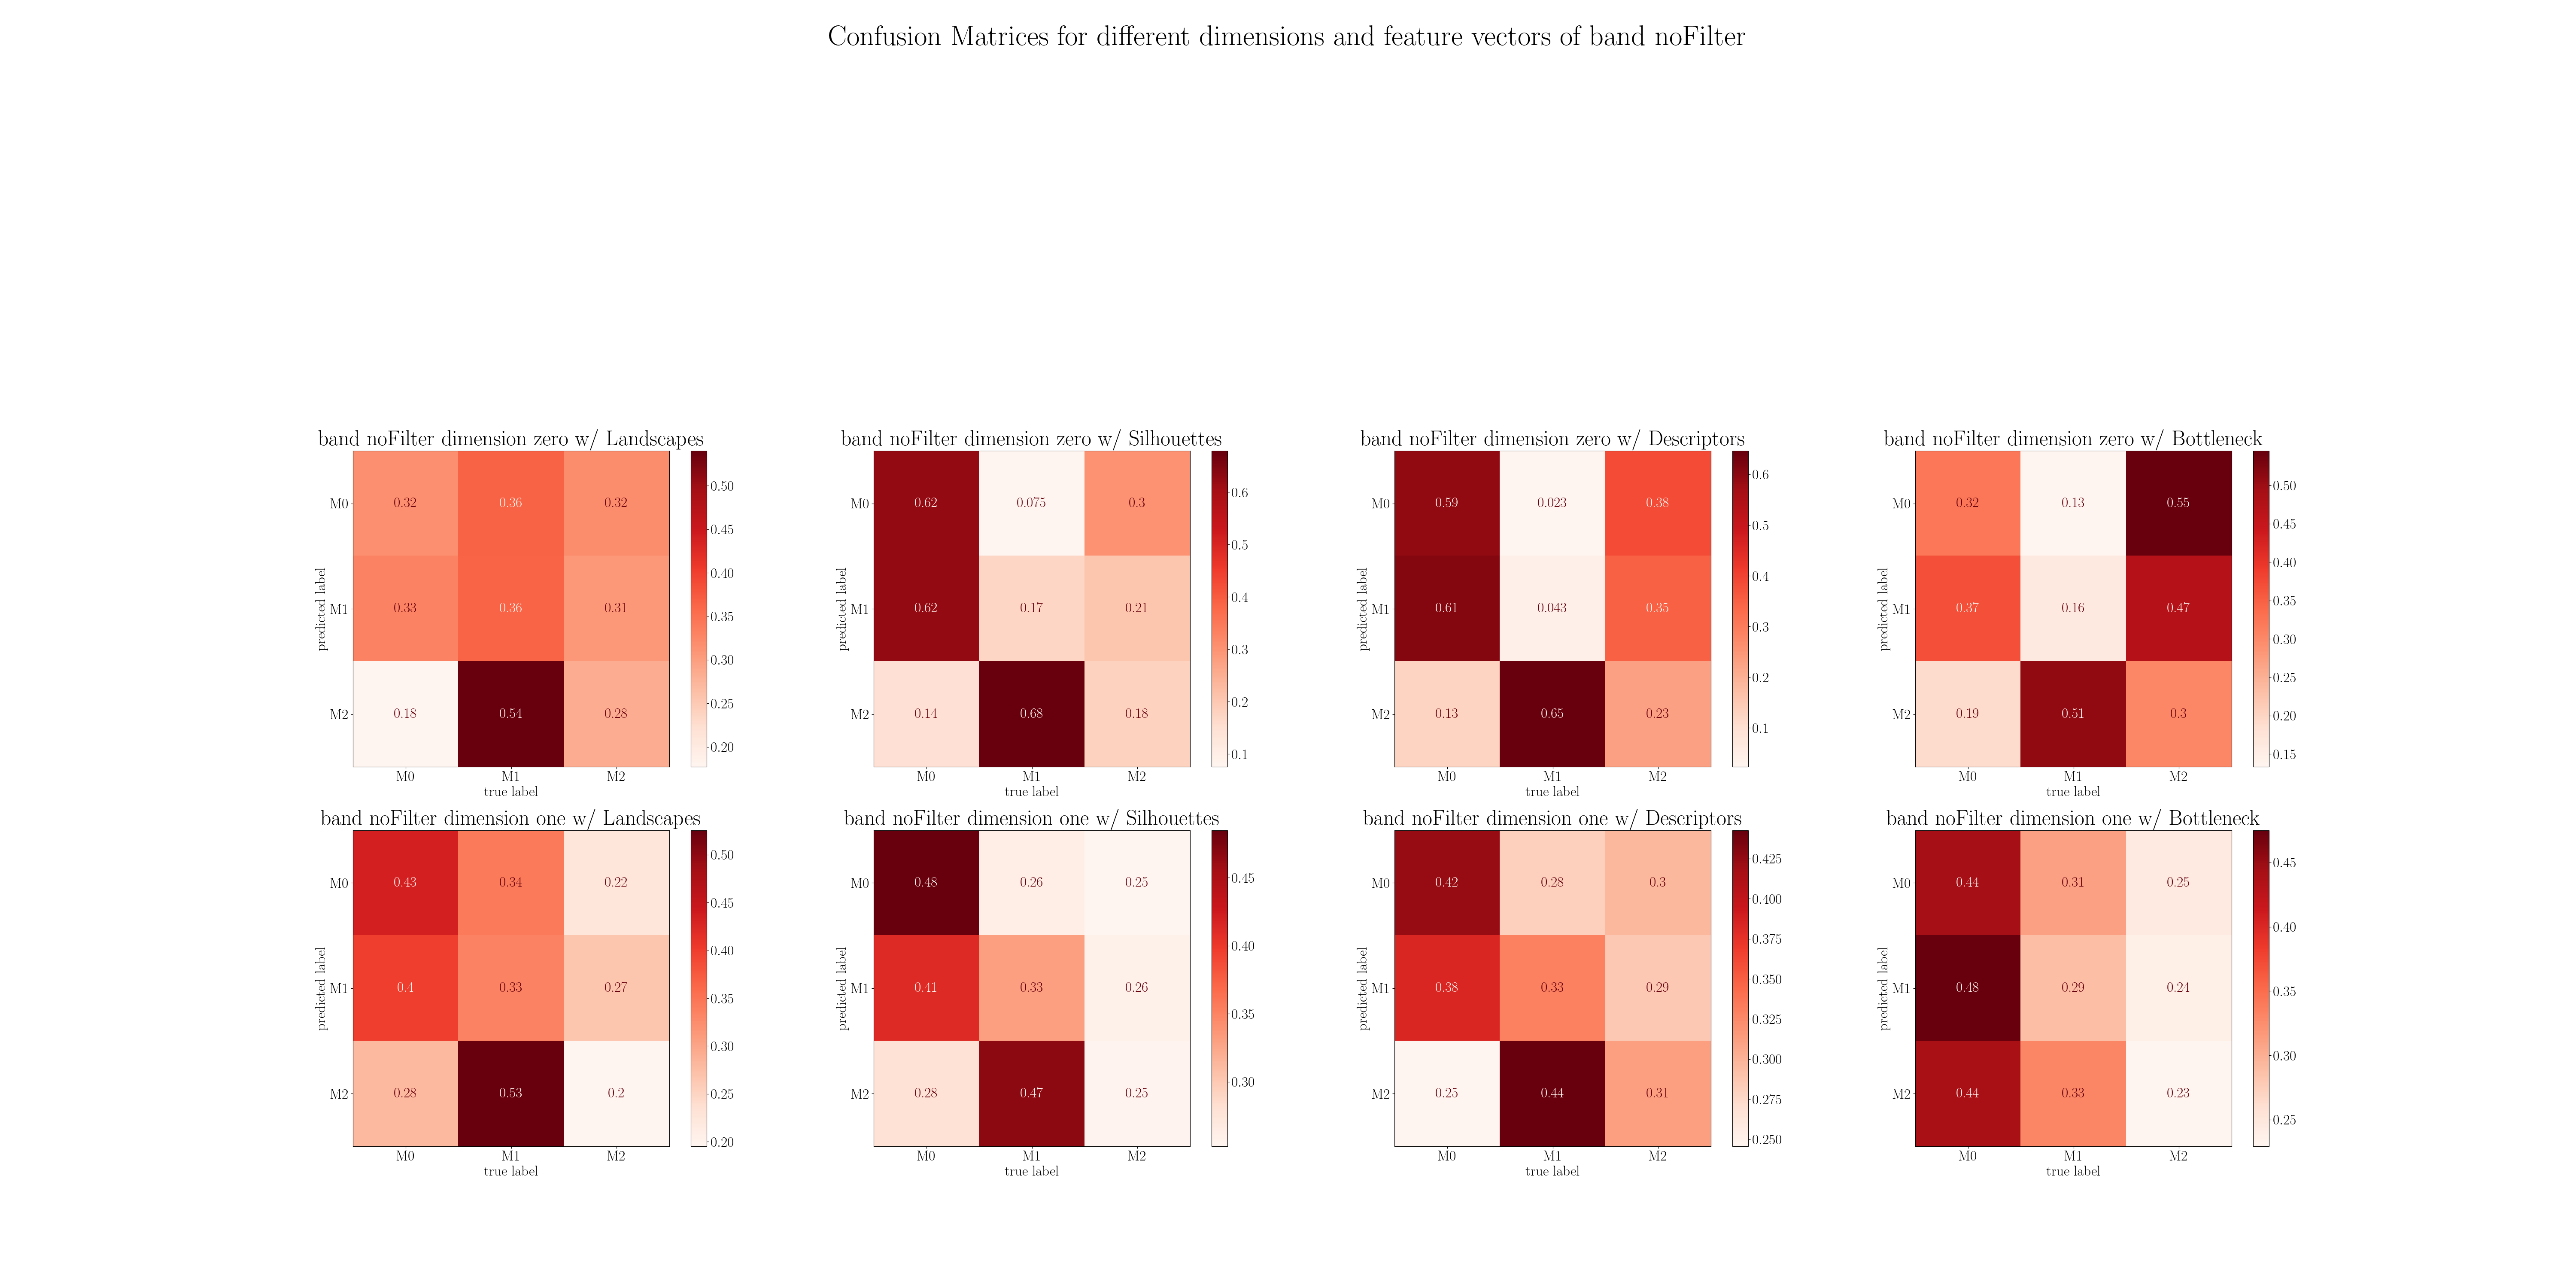 Confusion Matrices for different dimensions and feature vectors of band noFilter
band noFilter dimension zero w/ Landscapes
predicted label
M0 0.32 0.36 0.32
M1 0.33 0.36 0.31
M2 0.18 0.54 0.28
M0 M1 M2
true label
0.50
0.45
0.40
0.35
0.30
0.25
0.20
band noFilter dimension zero w/ Silhouettes
predicted label
M0 0.62 0.075 0.3
M1 0.62 0.17 0.21
M2 0.14 0.68 0.18
M0 M1 M2
true label
0.6
0.5
0.4
0.3
0.2
0.1
band noFilter dimension zero w/ Descriptors
predicted label
M0 0.59 0.023 0.38
M1 0.61 0.043 0.35
M2 0.13 0.65 0.23
M0 M1 M2
true label
0.6
0.5
0.4
0.3
0.2
0.1
band noFilter dimension zero w/ Bottleneck
predicted label
M0 0.32 0.13 0.55
M1 0.37 0.16 0.47
M2 0.19 0.51 0.3
M0 M1 M2
true label
0.50
0.45
0.40
0.35
0.30
0.25
0.20
0.15
band noFilter dimension one w/ Landscapes
predicted label
M0 0.43 0.34 0.22
M1 0.4 0.33 0.27
M2 0.28 0.53 0.2
M0 M1 M2
true label
0.50
0.45
0.40
0.35
0.30
0.25
0.20
band noFilter dimension one w/ Silhouettes
predicted label
M0 0.48 0.26 0.25
M1 0.41 0.33 0.26
M2 0.28 0.47 0.25
M0 M1 M2
true label
0.45
0.40
0.35
0.30
band noFilter dimension one w/ Descriptors
predicted label
M0 0.42 0.28 0.3
M1 0.38 0.33 0.29
M2 0.25 0.44 0.31
M0 M1 M2
true label
0.425
0.400
0.375
0.350
0.325
0.300
0.275
0.250
band noFilter dimension one w/ Bottleneck
predicted label
M0 0.44 0.31 0.25
M1 0.48 0.29 0.24
M2 0.44 0.33 0.23
M0 M1 M2
true label
0.45
0.40
0.35
0.30
0.25